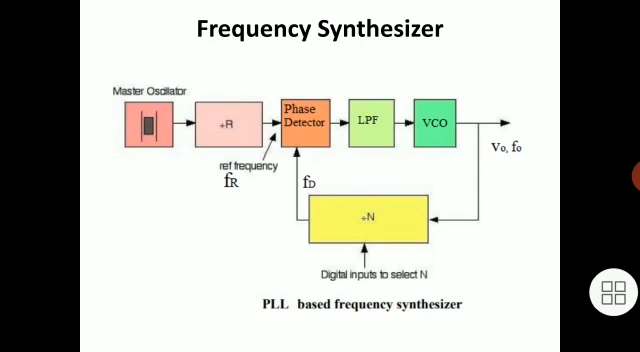 Frequency Synthesizer
Master Oscillator
÷R
Phase
Detector
LPF
VCO
Vo, fo
ref frequency
fR
fD
÷N
Digital inputs to select N
PLL based frequency synthesizer